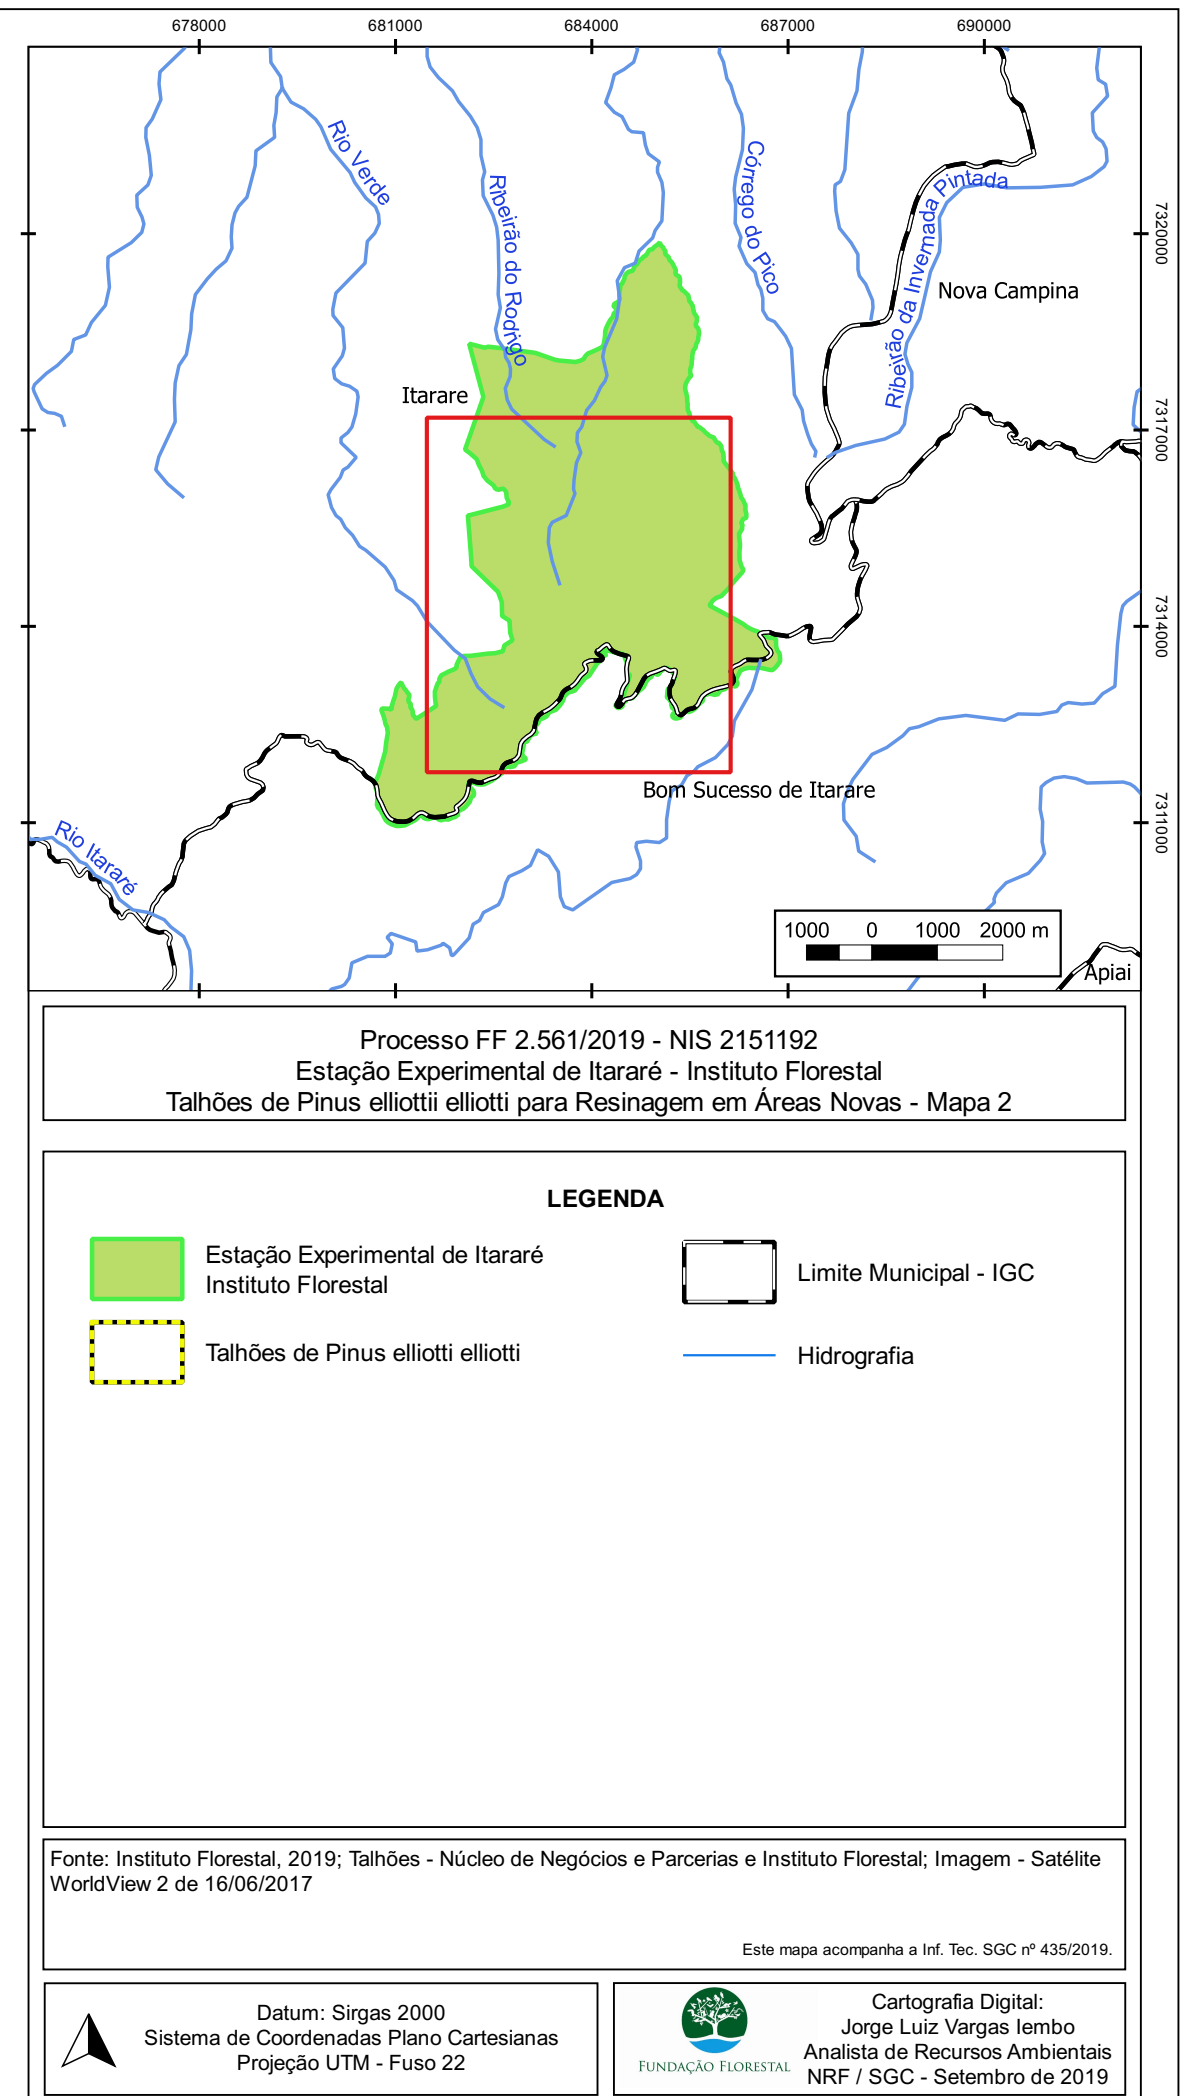 678000 681000 684000 687000 690000
Rio Verde
Ribeirão do Rodrigo
Córrego do Pico
Ribeirão da Invernada Pintada
7320000
Nova Campina
Itarare
7317000
7314000
Bom Sucesso de Itarare
7311000
Rio Itararé
1000 0 1000 2000 m
Apiai
Processo FF 2.561/2019 - NIS 2151192
Estação Experimental de Itararé - Instituto Florestal
Talhões de Pinus elliottii elliotti para Resinagem em Áreas Novas - Mapa 2
LEGENDA
Estação Experimental de Itararé
Instituto Florestal
Limite Municipal - IGC
Talhões de Pinus elliotti elliotti
Hidrografia
Fonte: Instituto Florestal, 2019; Talhões - Núcleo de Negócios e Parcerias e Instituto Florestal; Imagem - Satélite
WorldView 2 de 16/06/2017
Este mapa acompanha a Inf. Tec. SGC nº 435/2019.
Datum: Sirgas 2000
Sistema de Coordenadas Plano Cartesianas
Projeção UTM - Fuso 22
FUNDAÇÃO FLORESTAL
Cartografia Digital:
Jorge Luiz Vargas Iembo
Analista de Recursos Ambientais
NRF / SGC - Setembro de 2019